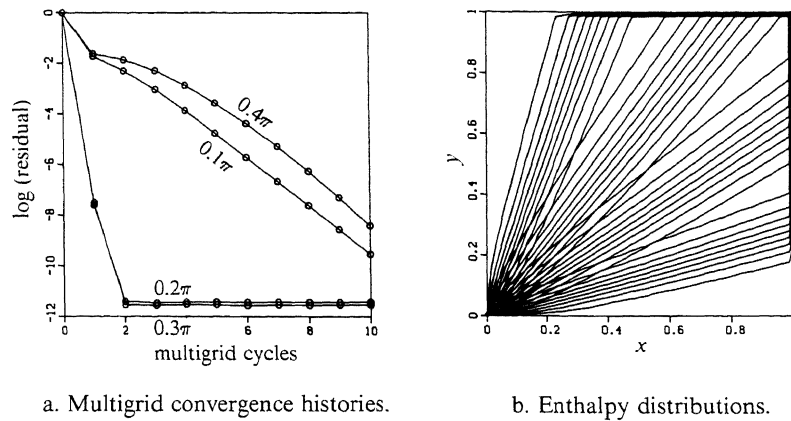 0
-2
-4
-6
-8
-10
-12
log (residual)
0.4π
0.1π
0.2π
0.3π
0 2 4 6 8 10
multigrid cycles
1
0.8
0.6
0.4
0.2
0
y
0 0.2 0.4 0.6 0.8
x
a. Multigrid convergence histories.
b. Enthalpy distributions.